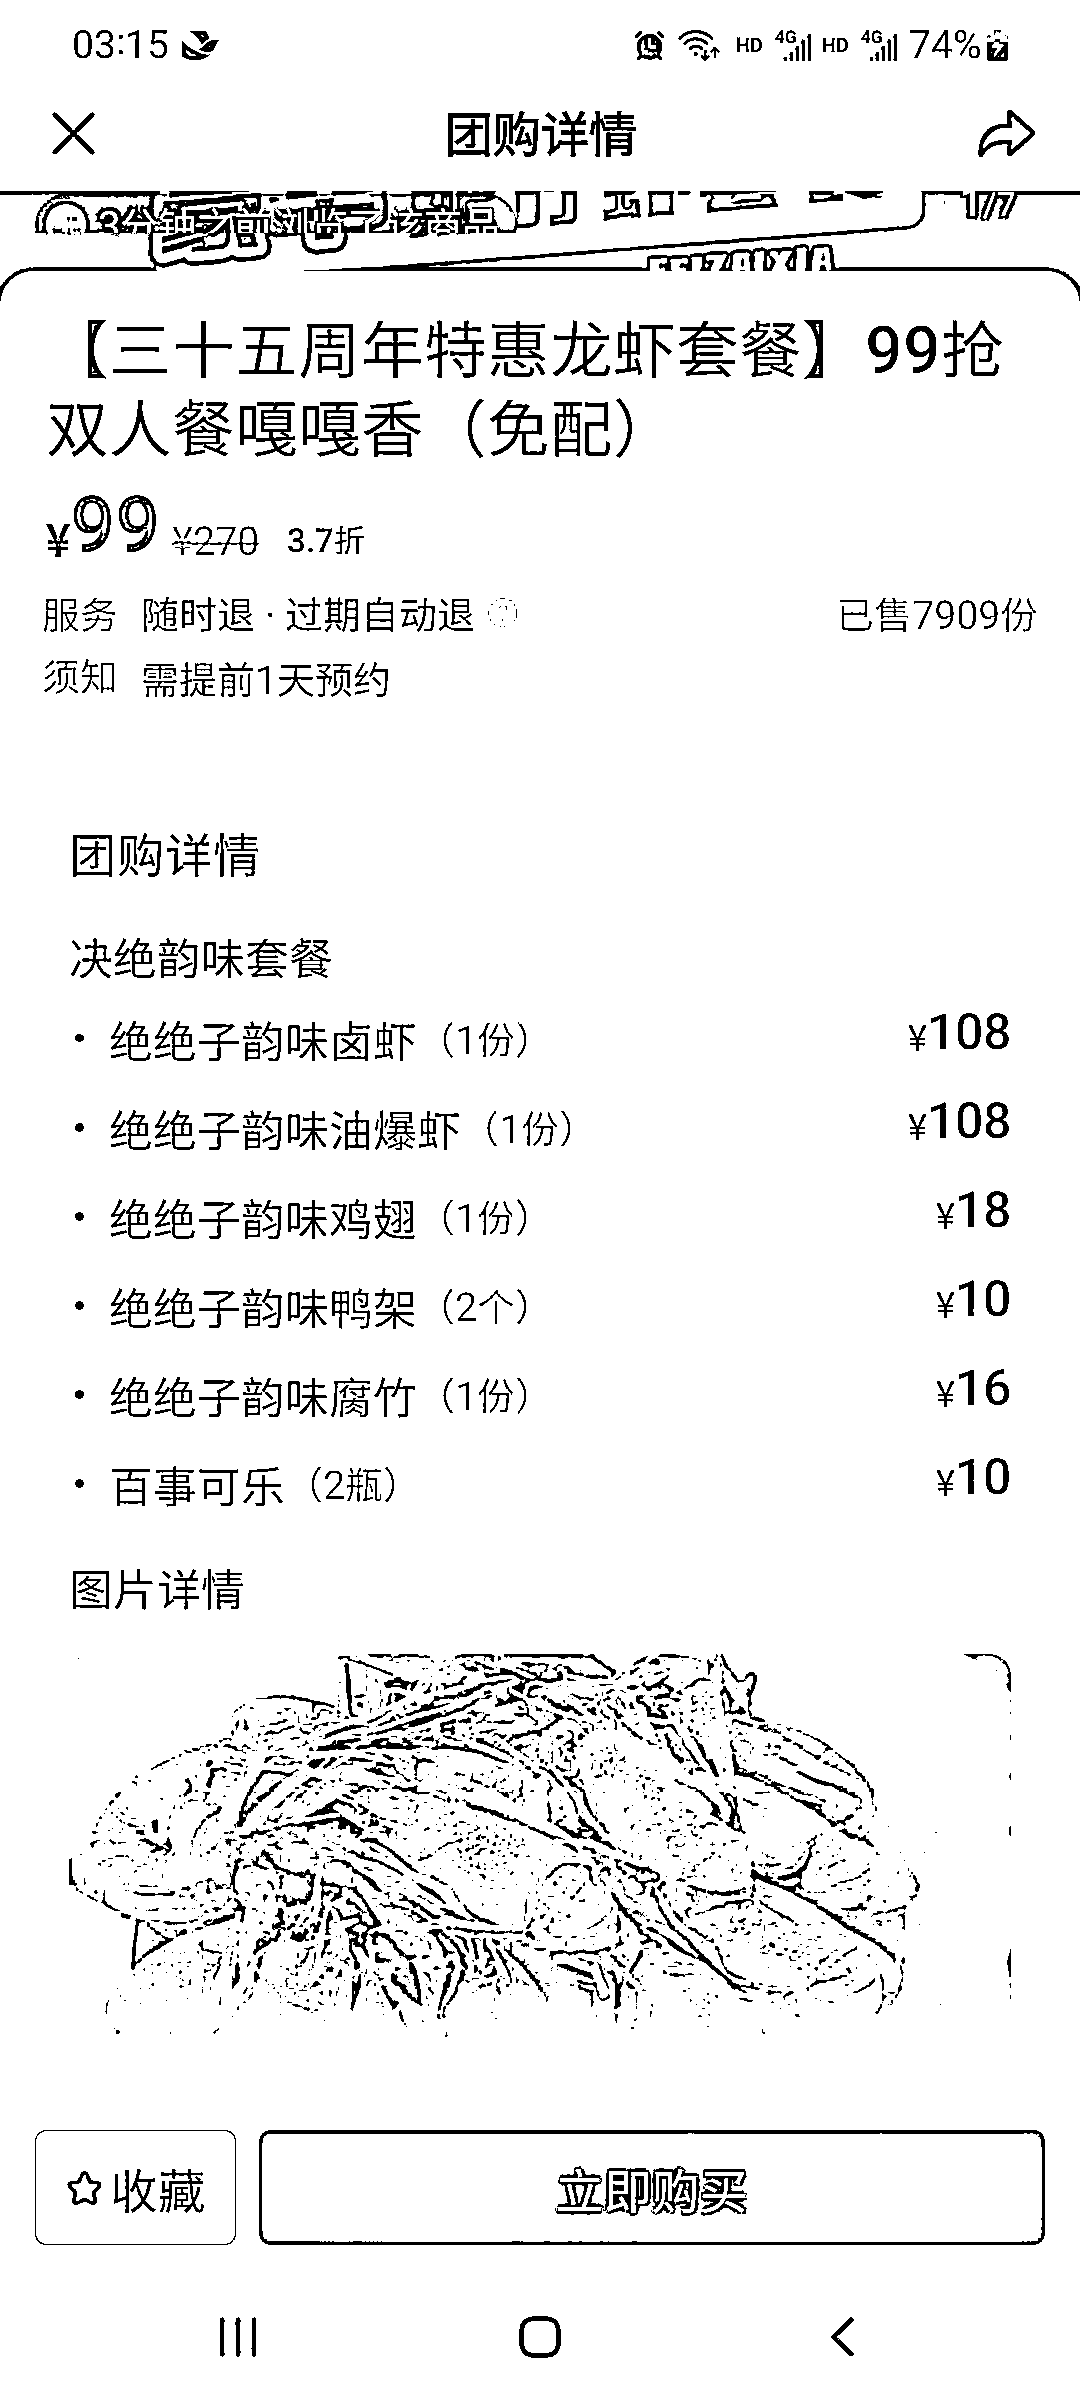 03:15
HD 4G HD 4G 74%
团购详情
3分钟之前浏览了该商品
【三十五周年特惠龙虾套餐】99抢
双人餐嘎嘎香（免配）
¥99 ¥270 3.7折
服务 随时退 · 过期自动退 ? 已售7909份
须知 需提前1天预约
团购详情
决绝韵味套餐
· 绝绝子韵味卤虾（1份） ¥108
· 绝绝子韵味油爆虾（1份） ¥108
· 绝绝子韵味鸡翅（1份） ¥18
· 绝绝子韵味鸭架（2个） ¥10
· 绝绝子韵味腐竹（1份） ¥16
· 百事可乐（2瓶） ¥10
图片详情
收藏 立即购买